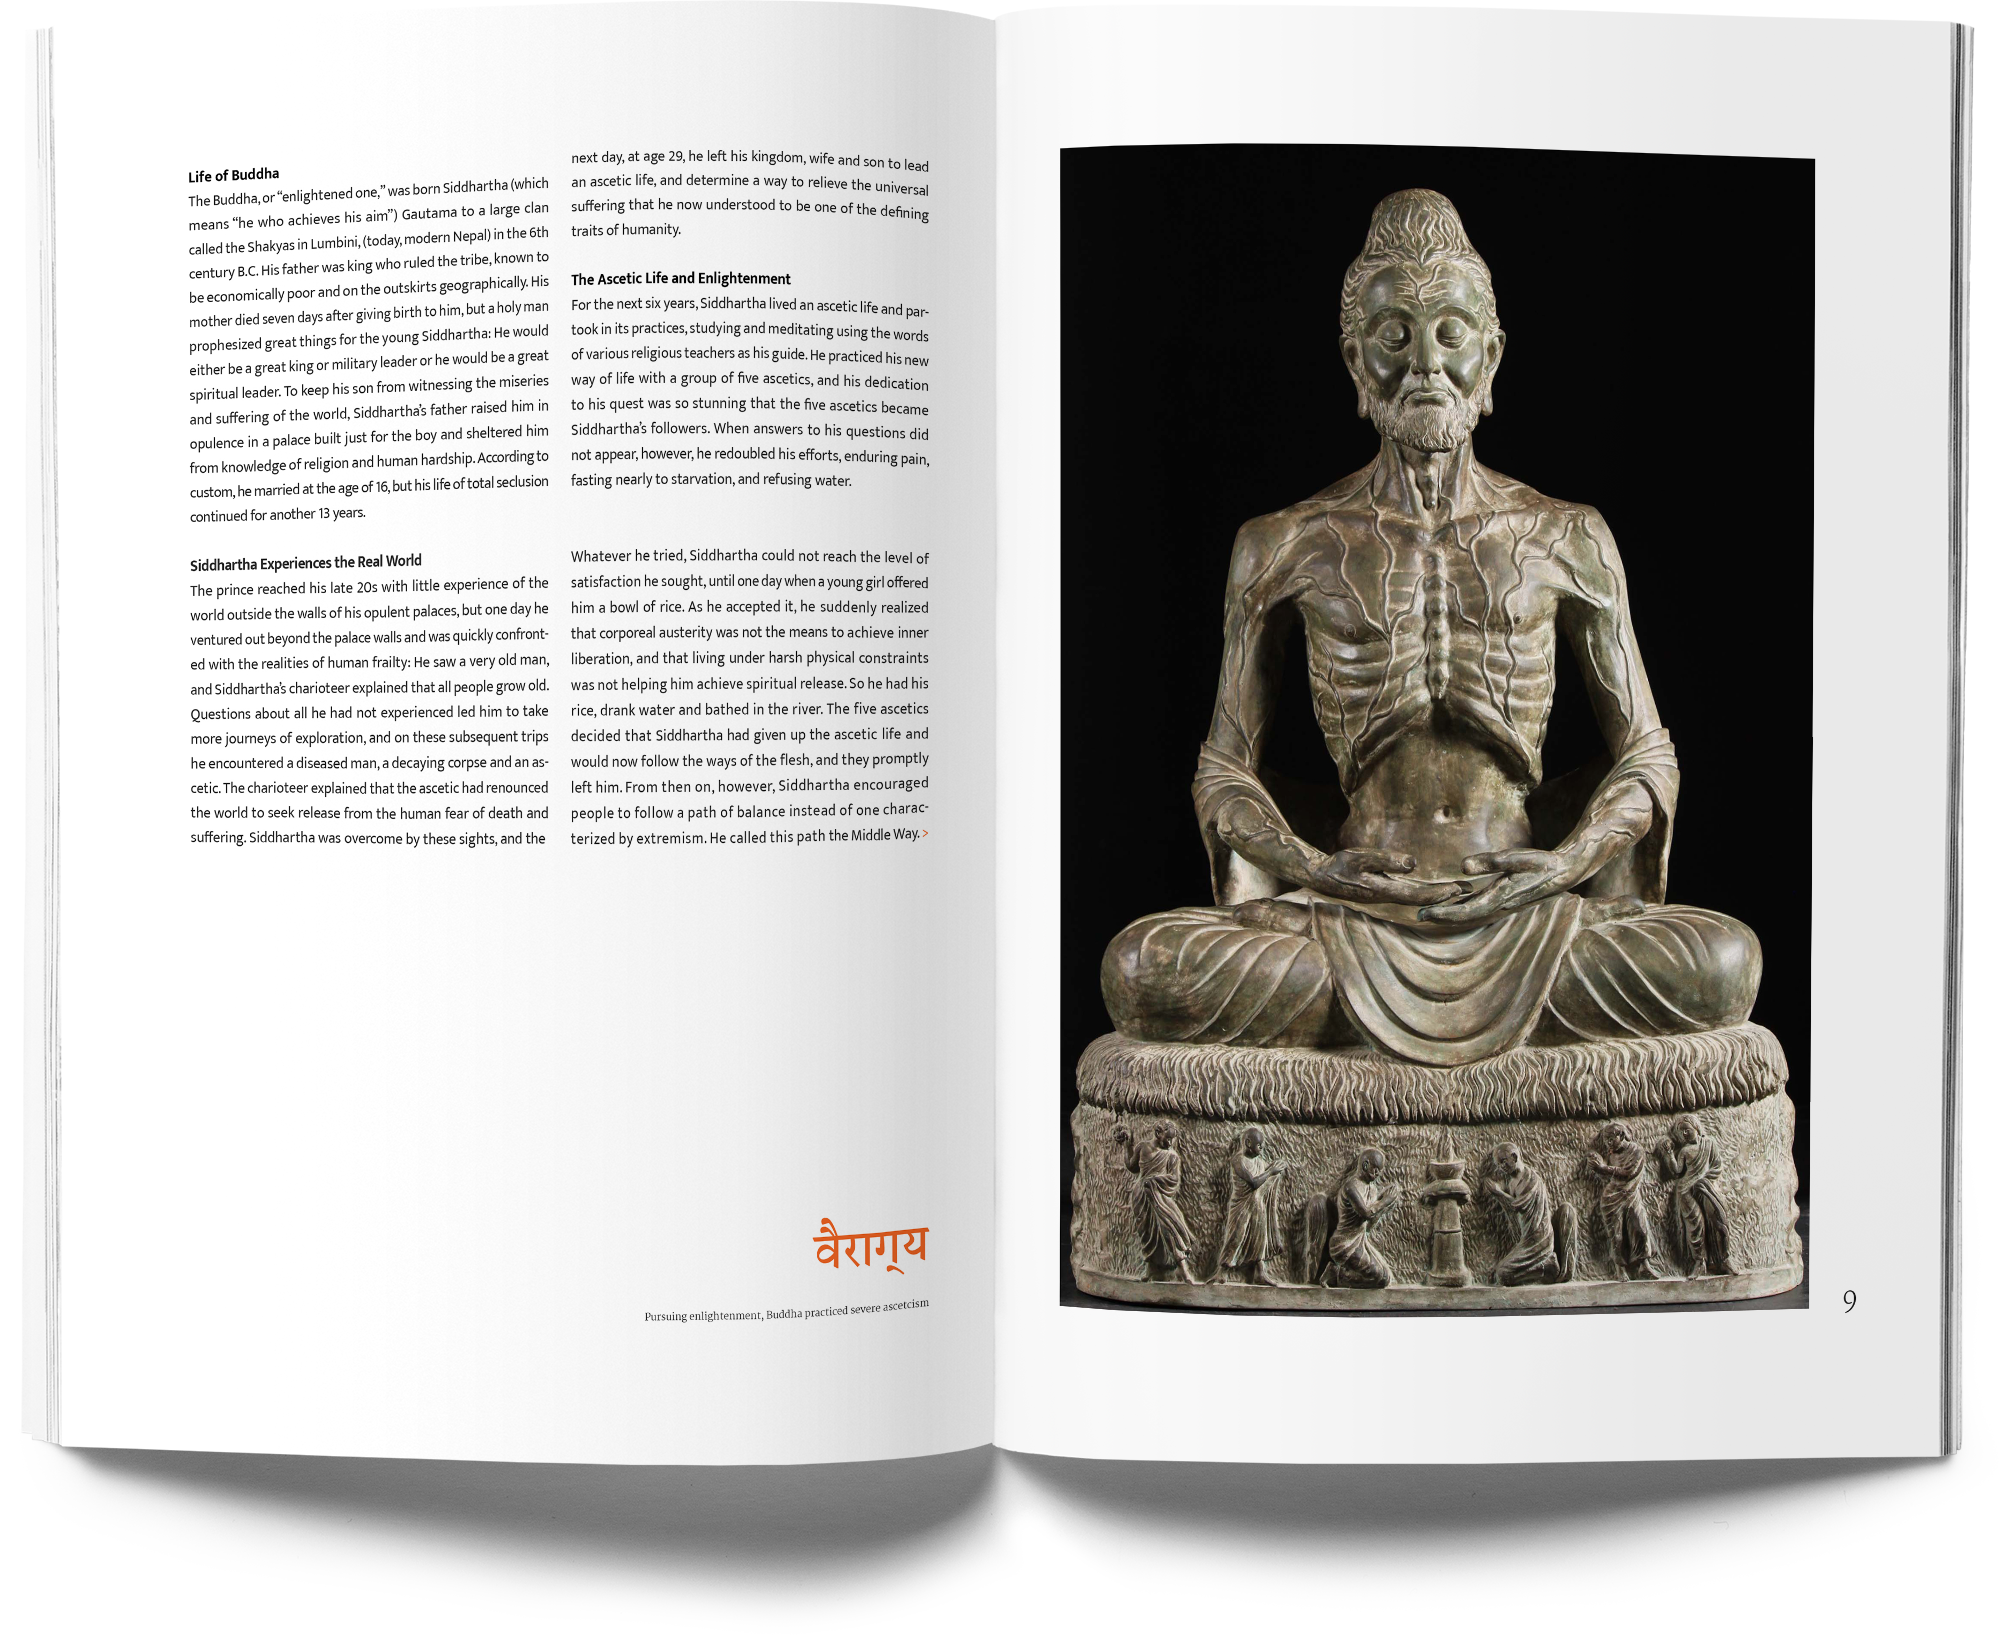 Life of Buddha
The Buddha, or “enlightened one,” was born Siddhartha (which
means “he who achieves his aim”) Gautama to a large clan
called the Shakyas in Lumbini, (today, modern Nepal) in the 6th
century B.C. His father was king who ruled the tribe, known to
be economically poor and on the outskirts geographically. His
mother died seven days after giving birth to him, but a holy man
prophesized great things for the young Siddhartha: He would
either be a great king or military leader or he would be a great
spiritual leader. To keep his son from witnessing the miseries
and suffering of the world, Siddhartha’s father raised him in
opulence in a palace built just for the boy and sheltered him
from knowledge of religion and human hardship. According to
custom, he married at the age of 16, but his life of total seclusion
continued for another 13 years.
Siddhartha Experiences the Real World
The prince reached his late 20s with little experience of the
world outside the walls of his opulent palaces, but one day he
ventured out beyond the palace walls and was quickly confront-
ed with the realities of human frailty: He saw a very old man,
and Siddhartha’s charioteer explained that all people grow old.
Questions about all he had not experienced led him to take
more journeys of exploration, and on these subsequent trips
he encountered a diseased man, a decaying corpse and an as-
cetic. The charioteer explained that the ascetic had renounced
the world to seek release from the human fear of death and
suffering. Siddhartha was overcome by these sights, and the
next day, at age 29, he left his kingdom, wife and son to lead
an ascetic life, and determine a way to relieve the universal
suffering that he now understood to be one of the defining
traits of humanity.
The Ascetic Life and Enlightenment
For the next six years, Siddhartha lived an ascetic life and par-
took in its practices, studying and meditating using the words
of various religious teachers as his guide. He practiced his new
way of life with a group of five ascetics, and his dedication
to his quest was so stunning that the five ascetics became
Siddhartha’s followers. When answers to his questions did
not appear, however, he redoubled his efforts, enduring pain,
fasting nearly to starvation, and refusing water.
Whatever he tried, Siddhartha could not reach the level of
satisfaction he sought, until one day when a young girl offered
him a bowl of rice. As he accepted it, he suddenly realized
that corporeal austerity was not the means to achieve inner
liberation, and that living under harsh physical constraints
was not helping him achieve spiritual release. So he had his
rice, drank water and bathed in the river. The five ascetics
decided that Siddhartha had given up the ascetic life and
would now follow the ways of the flesh, and they promptly
left him. From then on, however, Siddhartha encouraged
people to follow a path of balance instead of one charac-
terized by extremism. He called this path the Middle Way. >
वैराग्‌य
Pursuing enlightenment, Buddha practiced severe ascetcism
9